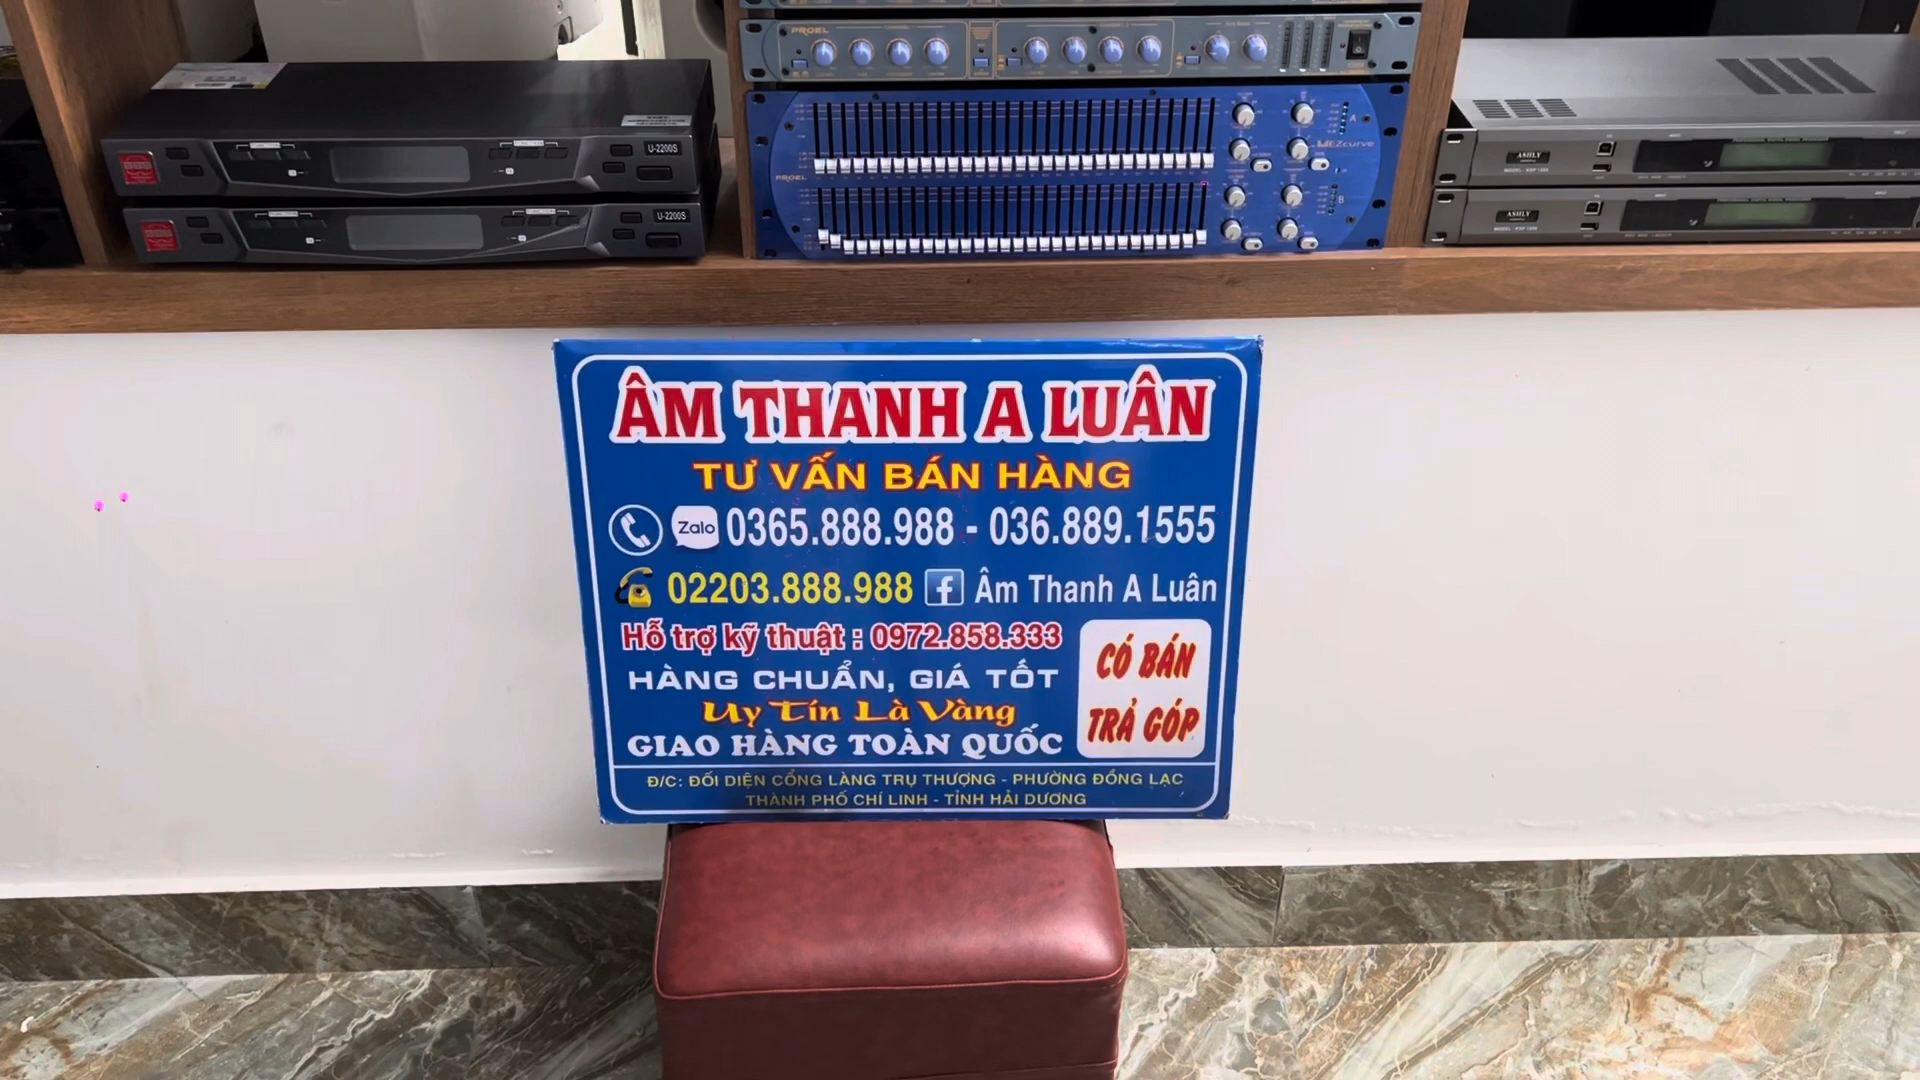 PROEL
U-2200S
U-2200S
PROEL
EZcurve
A
B
ASHLY
ASHLY
ÂM THANH A LUÂN
TƯ VẤN BÁN HÀNG
Zalo 0365.888.988 - 036.889.1555
02203.888.988 f Âm Thanh A Luân
Hỗ trợ kỹ thuật : 0972.858.333
HÀNG CHUẨN, GIÁ TỐT
Uy Tín Là Vàng
GIAO HÀNG TOÀN QUỐC
CÓ BÁN
TRẢ GÓP
Đ/C: ĐỐI DIỆN CỔNG LÀNG TRỤ THƯỢNG - PHƯỜNG ĐỒNG LẠC
THÀNH PHỐ CHÍ LINH - TỈNH HẢI DƯƠNG